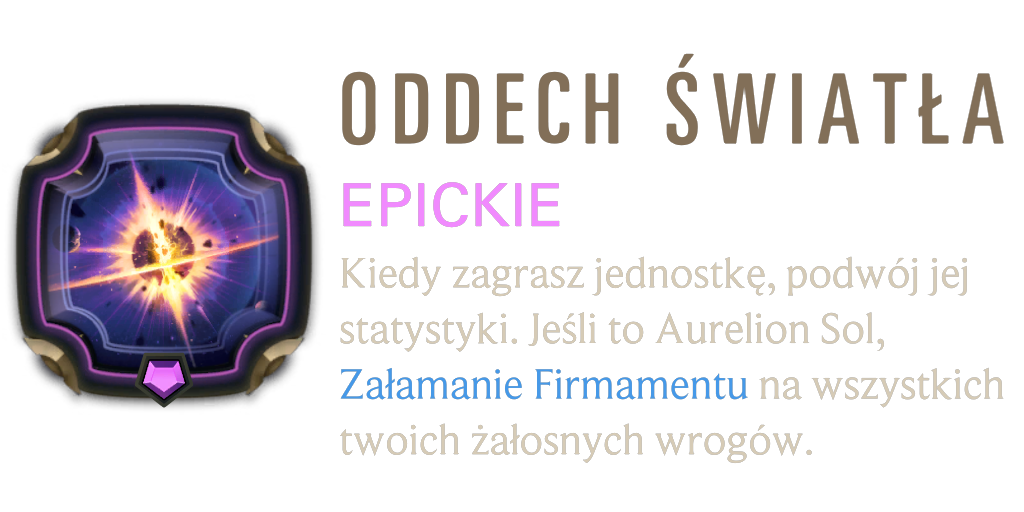 ODDECH ŚWIATŁA
EPICKIE
Kiedy zagrasz jednostkę, podwój jej
statystyki. Jeśli to Aurelion Sol,
Załamanie Firmamentu na wszystkich
twoich żałosnych wrogów.